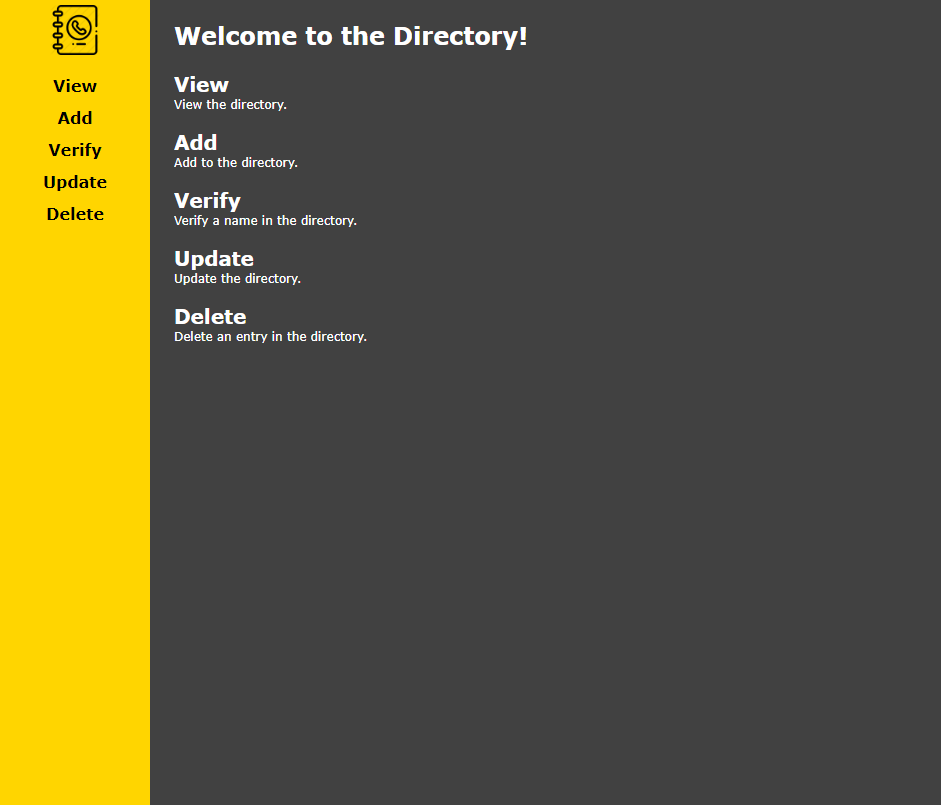 View
Add
Verify
Update
Delete
Welcome to the Directory!
View
View the directory.
Add
Add to the directory.
Verify
Verify a name in the directory.
Update
Update the directory.
Delete
Delete an entry in the directory.